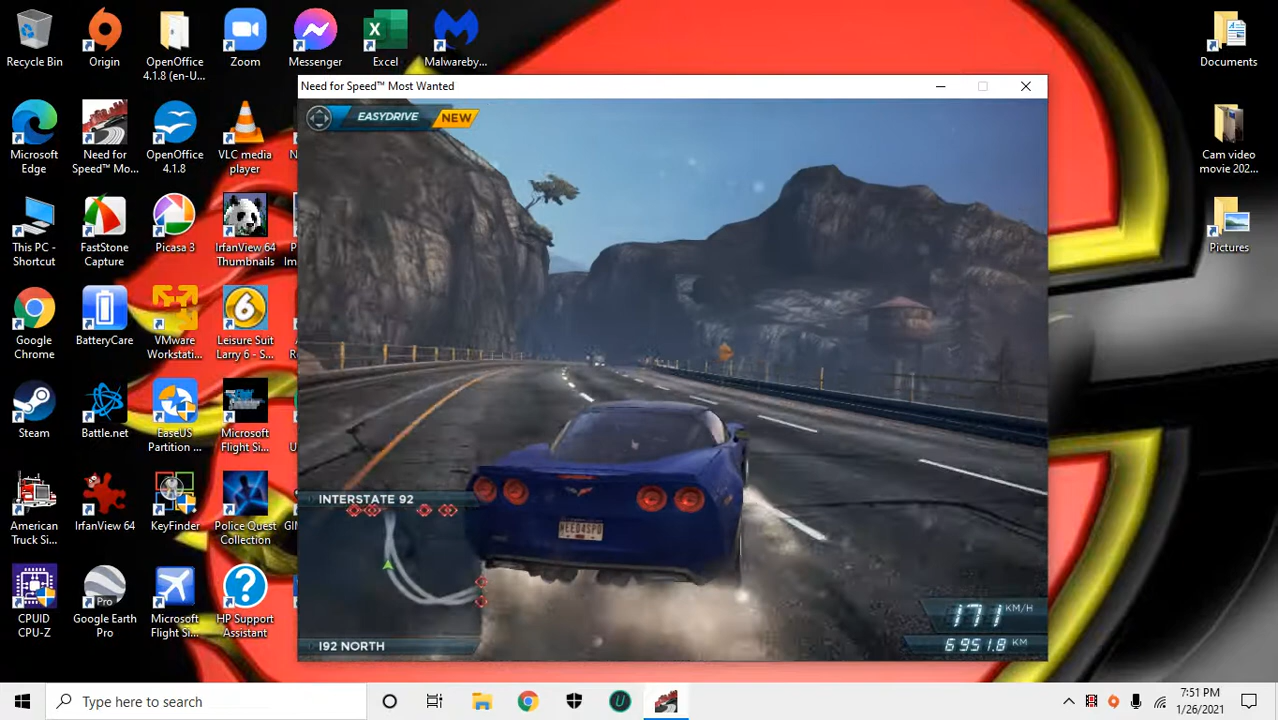 Recycle Bin
Origin
OpenOffice
4.1.8 (en-U...
Zoom
Messenger
Excel
Malwareby...
Documents
Need for Speed™ Most Wanted
EASYDRIVE NEW
Microsoft
Edge
Need for
Speed™ Mo...
OpenOffice
4.1.8
VLC media
player
Cam video
movie 202...
This PC -
Shortcut
FastStone
Capture
Picasa 3
IrfanView 64
Thumbnails
Pictures
Google
Chrome
BatteryCare
VMware
Workstati...
6
Leisure Suit
Larry 6 - S...
Steam
Battle.net
EaseUS
Partition ...
Microsoft
Flight Si...
American
Truck Si...
IrfanView 64
KeyFinder
Police Quest
Collection
INTERSTATE 92
NEED4SPD
I92 NORTH
171 KM/H
6951.8 KM
CPUID
CPU-Z
Pro
Google Earth
Pro
Microsoft
Flight Si...
?
HP Support
Assistant
Type here to search
U
7:51 PM
1/26/2021